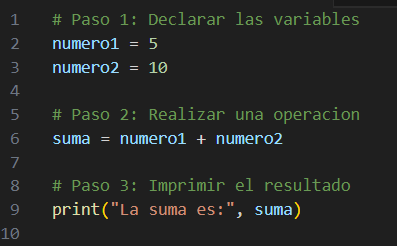 1 # Paso 1: Declarar las variables
2 numero1 = 5
3 numero2 = 10
4
5 # Paso 2: Realizar una operacion
6 suma = numero1 + numero2
7
8 # Paso 3: Imprimir el resultado
9 print("La suma es:", suma)
10